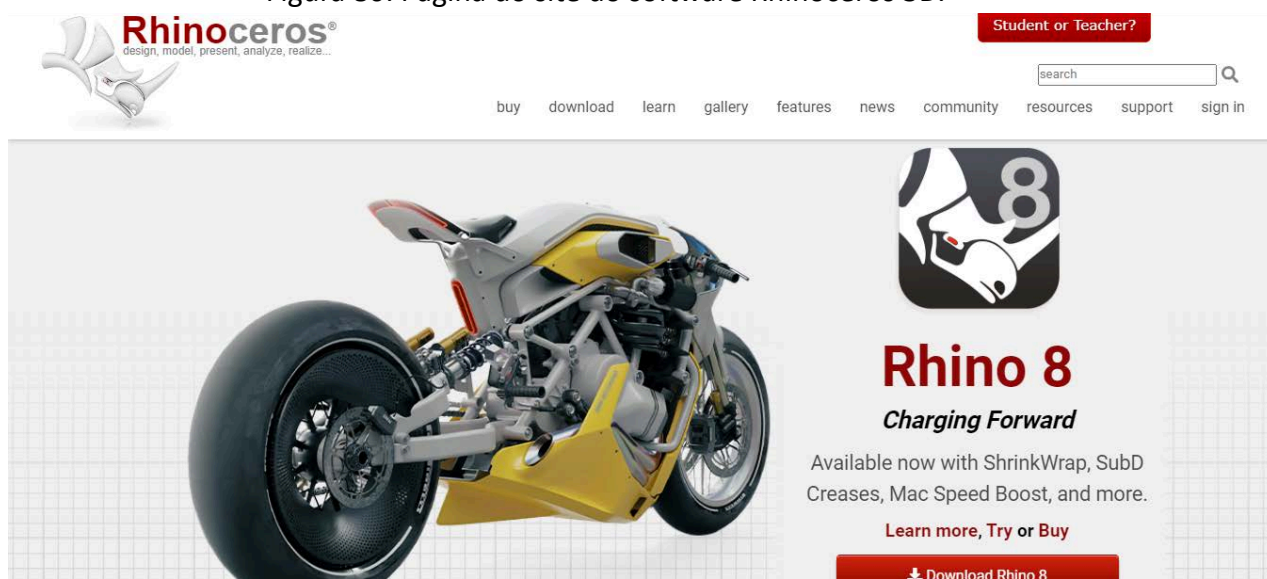 Rhinoceros®
design, model, present, analyze, realize...
Student or Teacher?
search
buy download learn gallery features news community resources support sign in
8
Rhino 8
Charging Forward
Available now with ShrinkWrap, SubD
Creases, Mac Speed Boost, and more.
Learn more, Try or Buy
Download Rhino 8